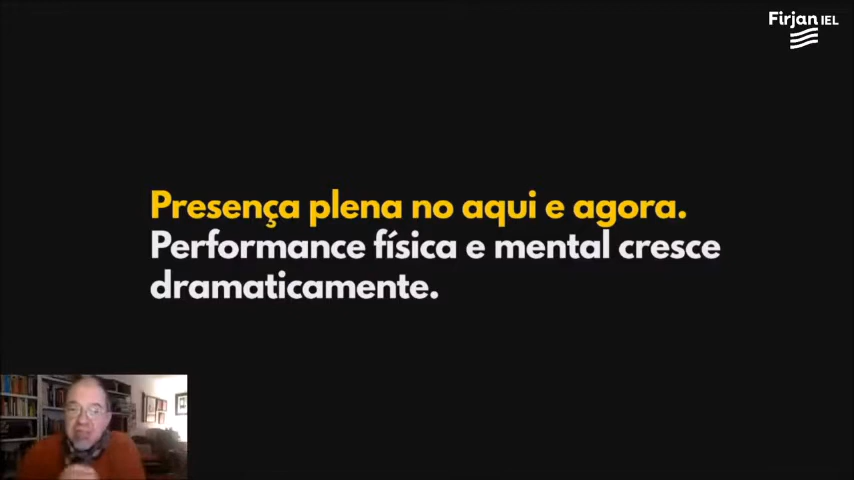 Firjan IEL
Presença plena no aqui e agora.
Performance física e mental cresce
dramaticamente.